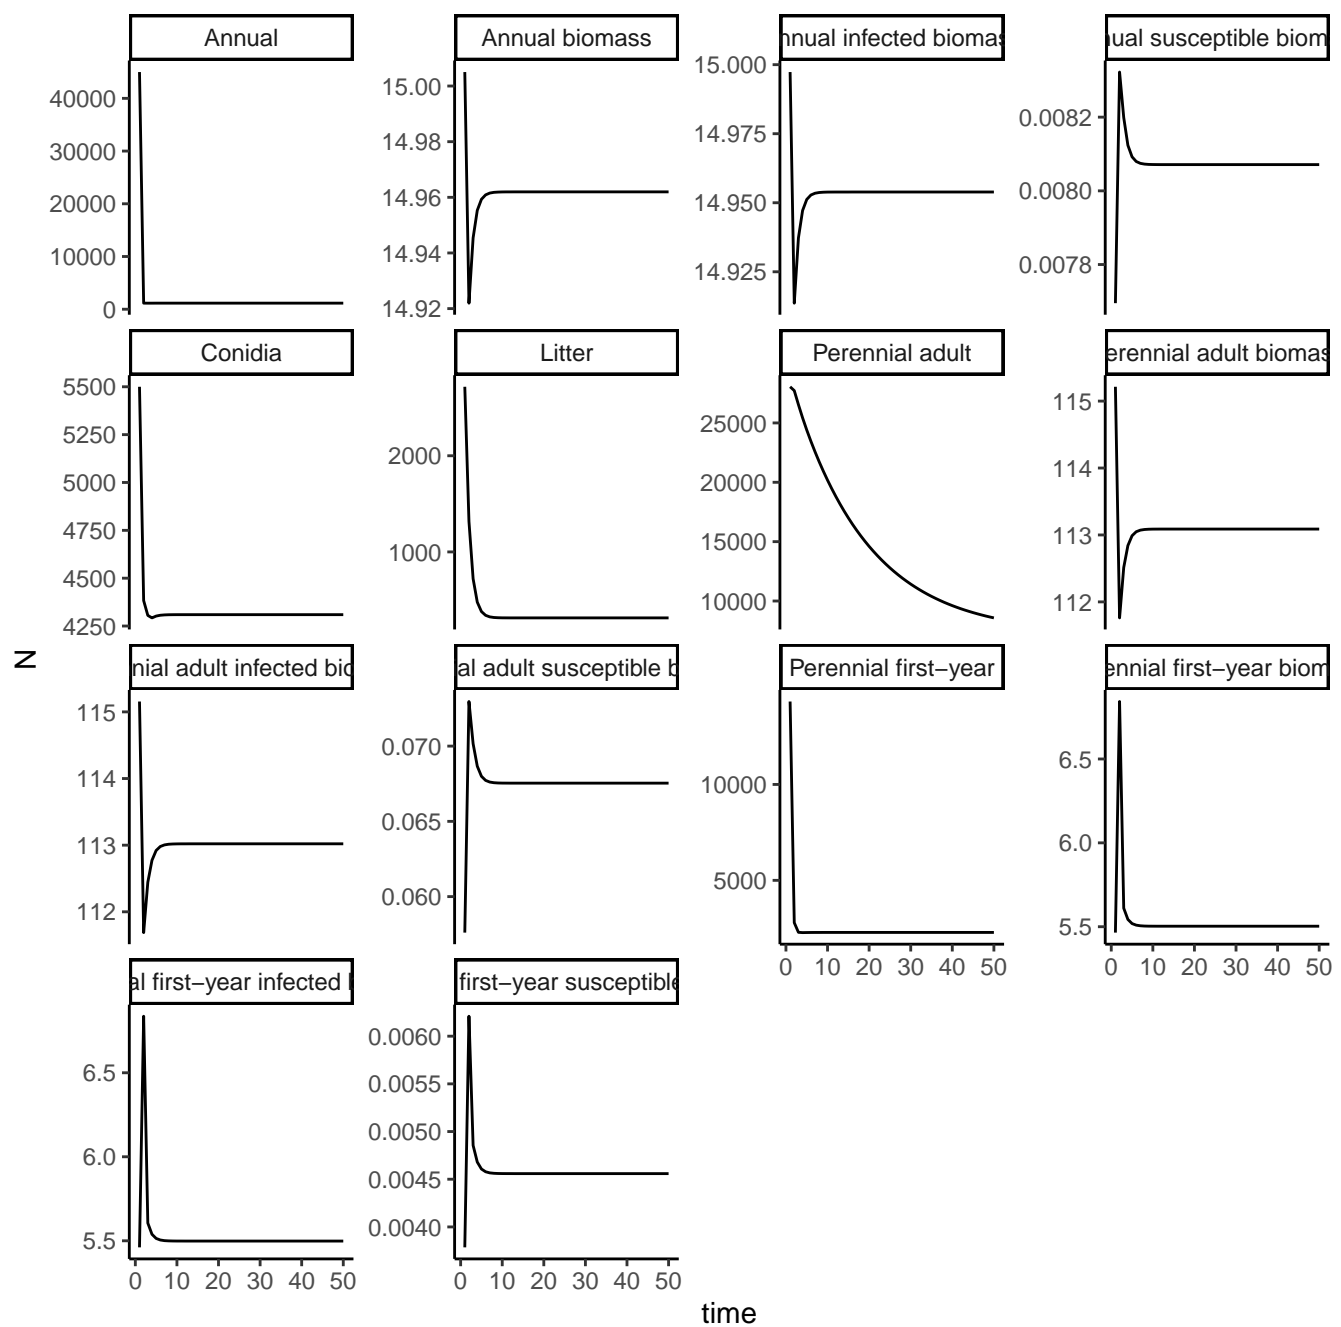 Annual
Annual biomass
nnual infected biomas
nual susceptible biom
40000
30000
20000
10000
0
15.00
14.98
14.96
14.94
14.92
15.000
14.975
14.950
14.925
0.0082
0.0080
0.0078
Conidia
Litter
Perennial adult
erennial adult biomas
5500
5250
5000
4750
4500
4250
2000
1000
25000
20000
15000
10000
115
114
113
112
N
nial adult infected bio
al adult susceptible b
Perennial first−year
ennial first−year biom
115
114
113
112
0.070
0.065
0.060
10000
5000
6.5
6.0
5.5
0 10 20 30 40 50
0 10 20 30 40 50
al first−year infected b
first−year susceptible
6.5
6.0
5.5
0.0060
0.0055
0.0050
0.0045
0.0040
0 10 20 30 40 50
0 10 20 30 40 50
time